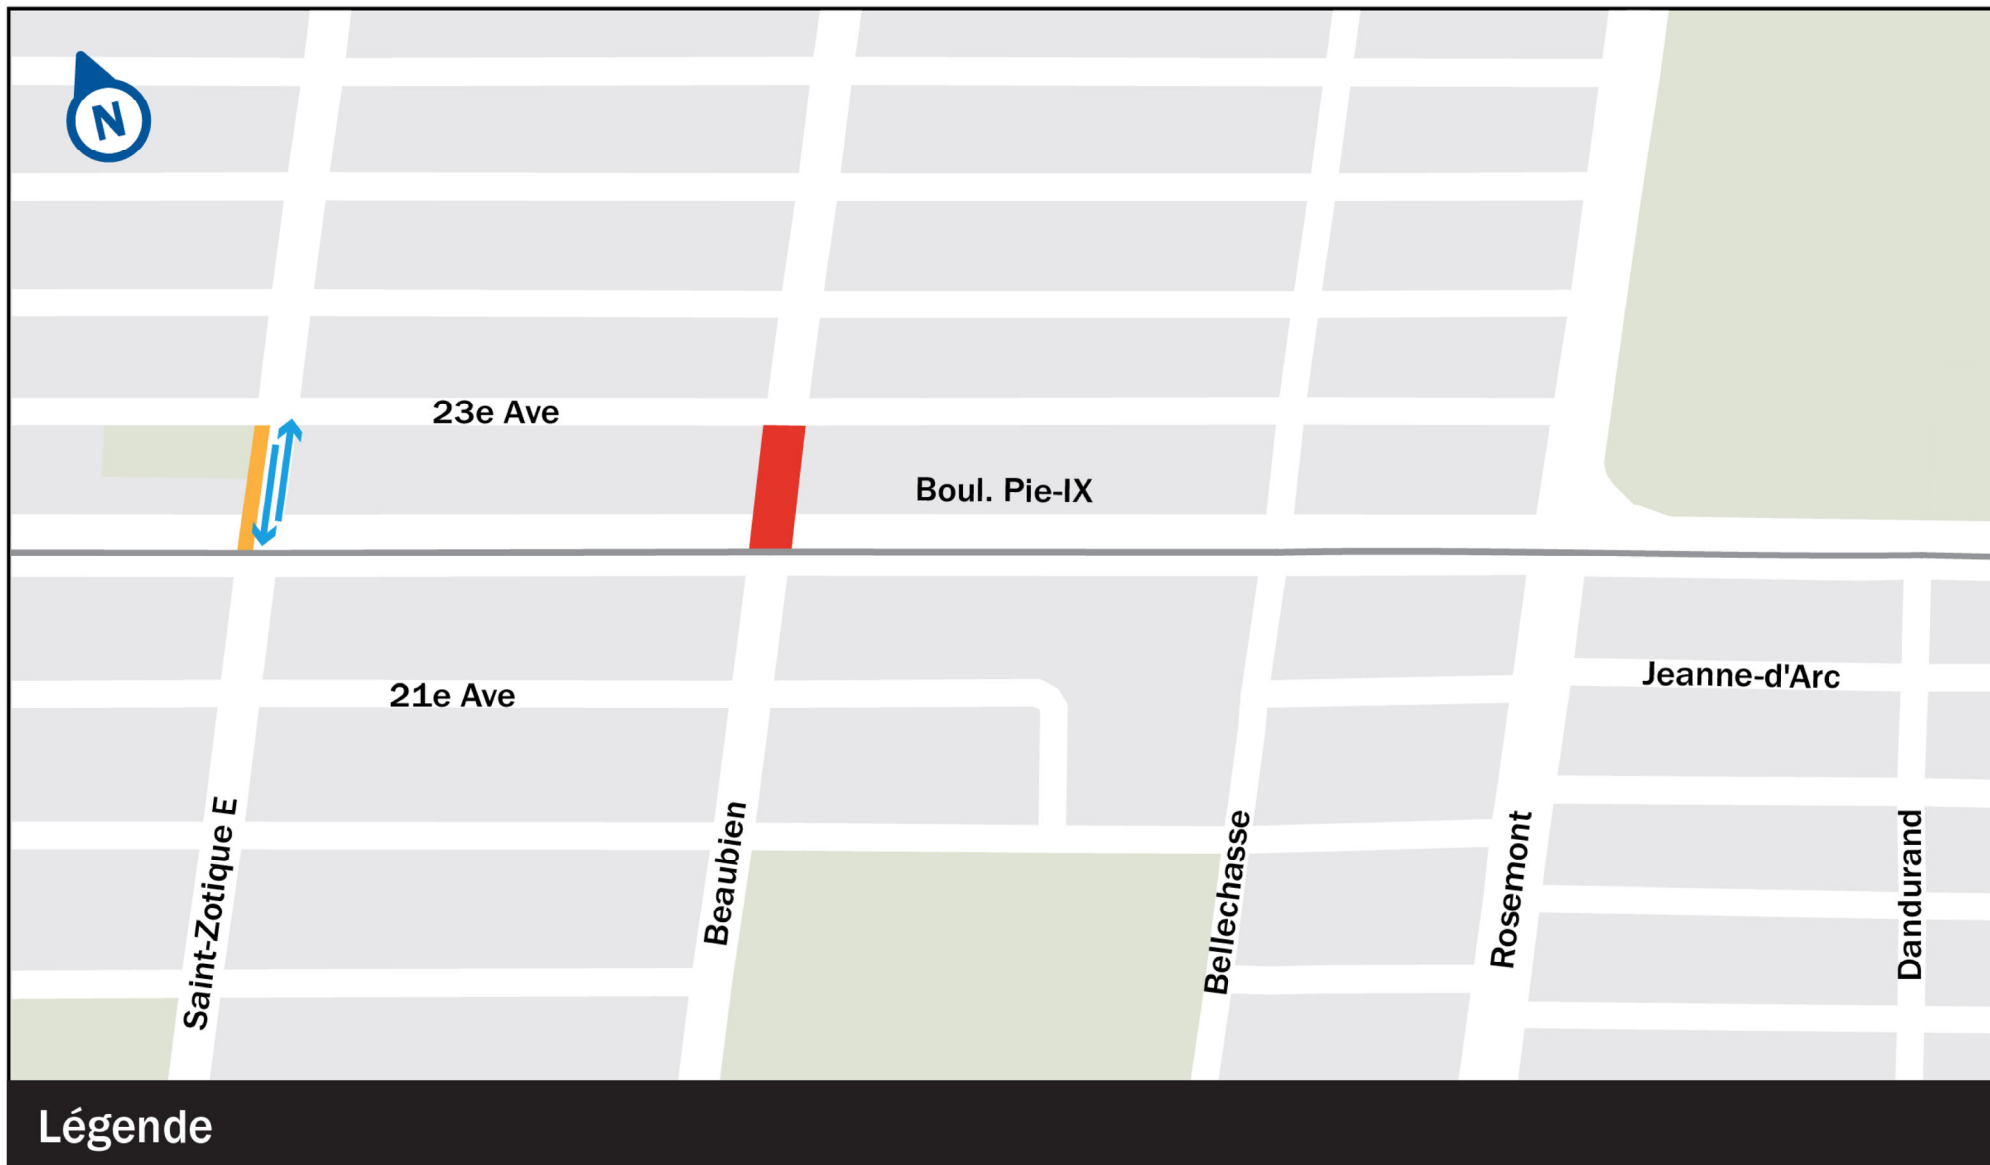 N
23e Ave
Boul. Pie-IX
21e Ave
Jeanne-d'Arc
Saint-Zotique E
Beaubien
Bellechasse
Rosemont
Dandurand
Légende